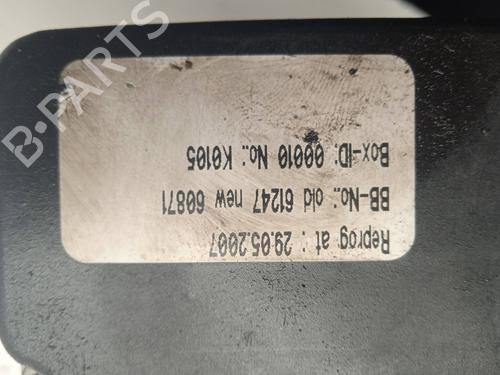 Reprog at : 29.05.2007
BB-No.: old 61247 new 60871
Box-ID: 00010 No.: K0105
B-PARTS